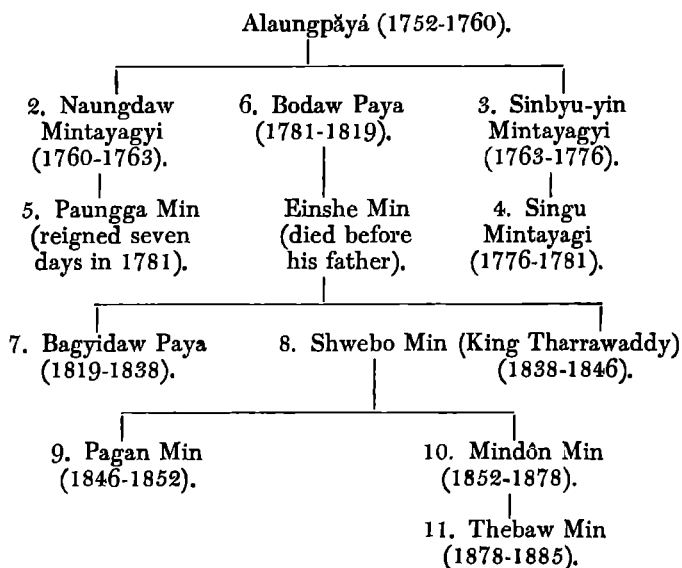 Alaungpăyá (1752-1760).
2. Naungdaw 6. Bodaw Paya 3. Sinbyu-yin
Mintayagyi (1781-1819). Mintayagyi
(1760-1763). (1763-1776).
5. Paungga Min Einshe Min 4. Singu
(reigned seven (died before Mintayagi
days in 1781). his father). (1776-1781).
7. Bagyidaw Paya 8. Shwebo Min (King Tharrawaddy)
(1819-1838). (1838-1846).
9. Pagan Min 10. Mindôn Min
(1846-1852). (1852-1878).
11. Thebaw Min
(1878-1885).